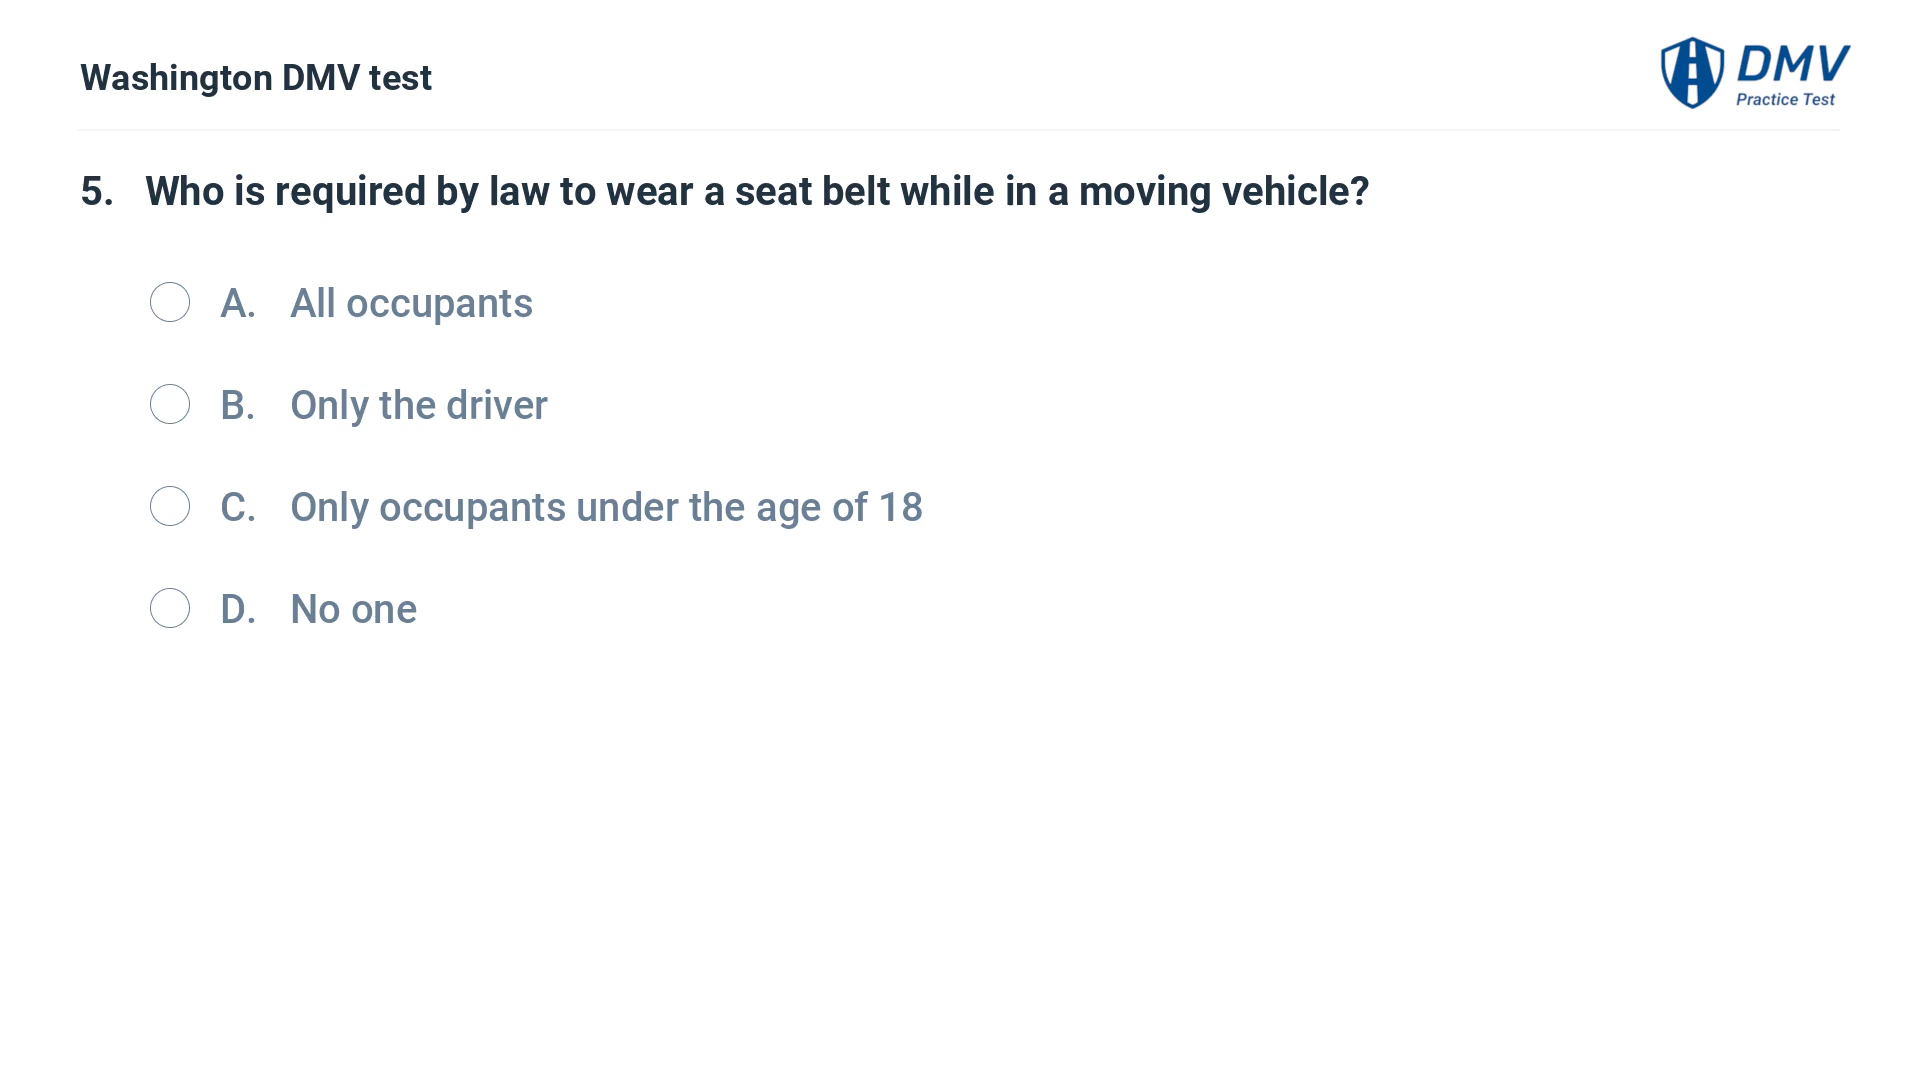 Washington DMV test
DMV
Practice Test
5. Who is required by law to wear a seat belt while in a moving vehicle?
A. All occupants
B. Only the driver
C. Only occupants under the age of 18
D. No one